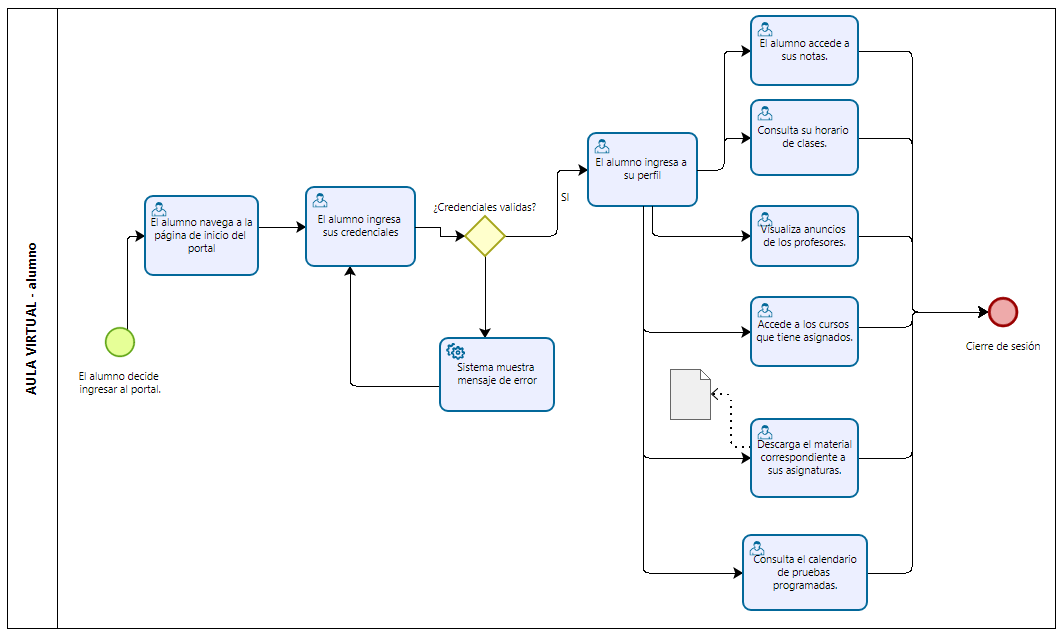 AULA VIRTUAL - alumno
El alumno decide
ingresar al portal.
El alumno navega a la
página de inicio del
portal
El alumno ingresa
sus credenciales
¿Credenciales validas?
SI
Sistema muestra
mensaje de error
El alumno ingresa a
su perfil
El alumno accede a
sus notas.
Consulta su horario
de clases.
Visualiza anuncios
de los profesores.
Accede a los cursos
que tiene asignados.
Descarga el material
correspondiente a
sus asignaturas.
Consulta el calendario
de pruebas
programadas.
Cierre de sesión